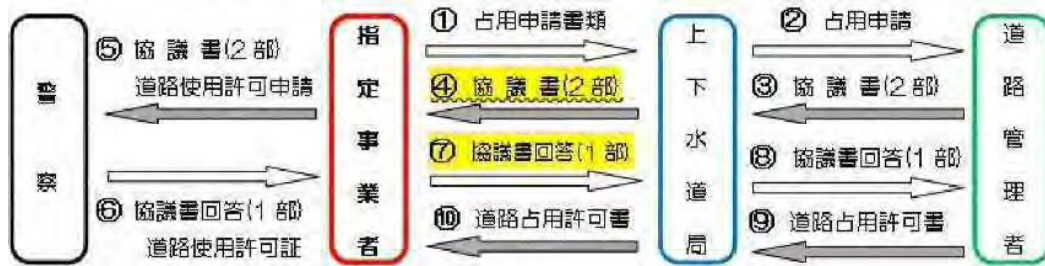 ① 占用申請書類
② 占用申請
⑤ 協 議 書(2 部)
道路使用許可申請
④ 協 議 書(2 部)
③ 協 議 書(2 部)
⑦ 協議書回答(1 部)
⑧ 協議書回答(1 部)
⑥ 協議書回答(1 部)
道路使用許可証
⑩ 道路占用許可書
⑨ 道路占用許可書
警察
指定事業者
上下水道局
道路管理者